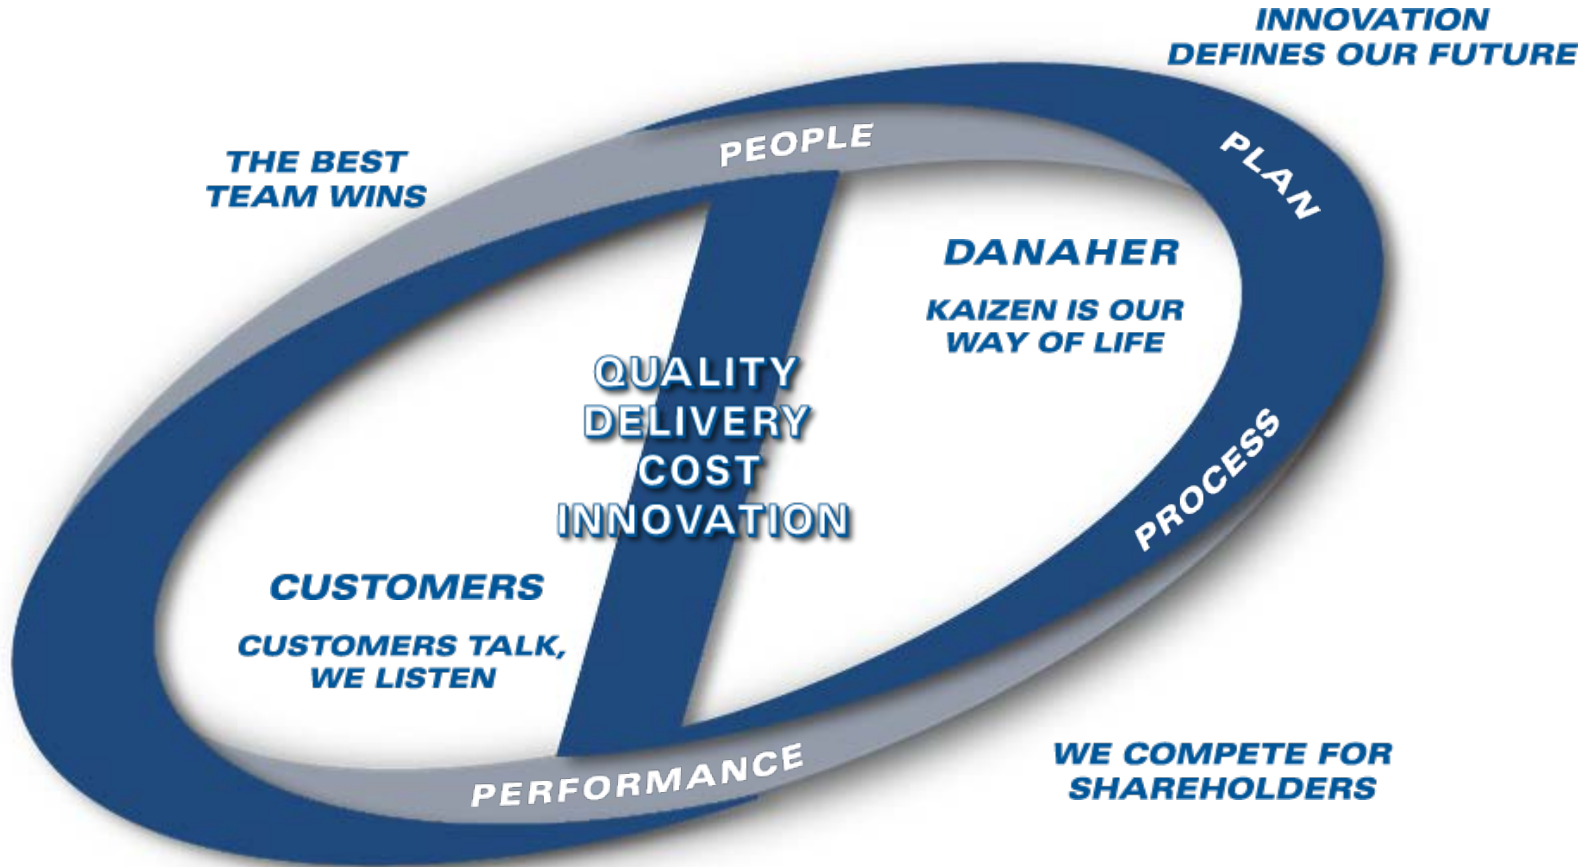 INNOVATION
DEFINES OUR FUTURE
PEOPLE
PLAN
THE BEST
TEAM WINS
DANAHER
KAIZEN IS OUR
WAY OF LIFE
QUALITY
DELIVERY
COST
INNOVATION
PROCESS
CUSTOMERS
CUSTOMERS TALK,
WE LISTEN
PERFORMANCE
WE COMPETE FOR
SHAREHOLDERS